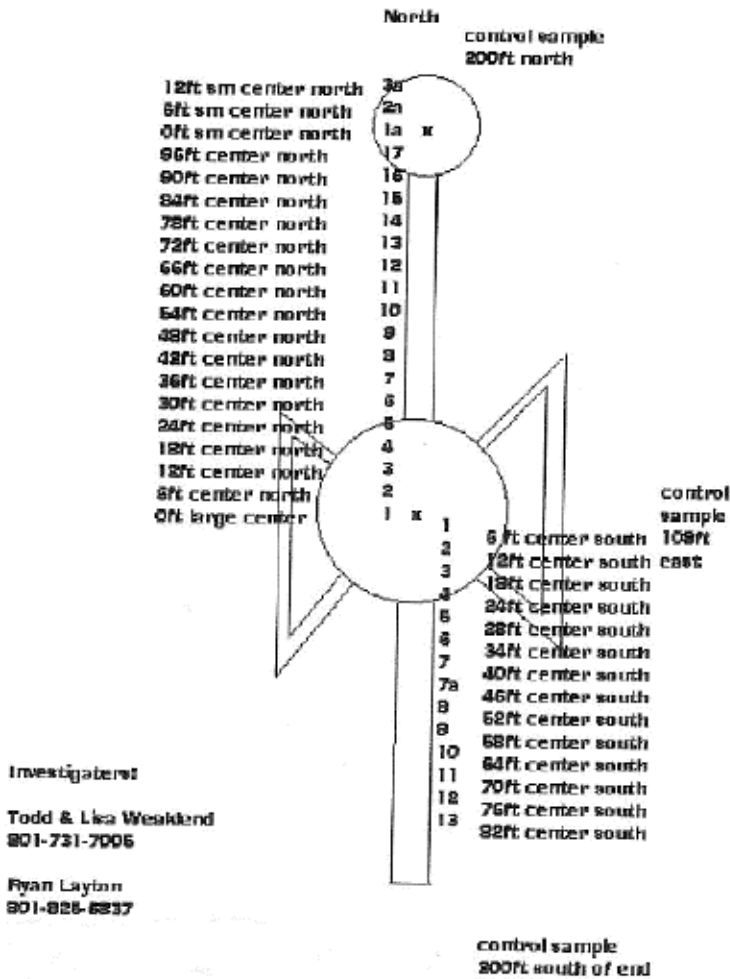 North
control sample
200ft north
12ft sm center north 3a
6ft sm center north 2a
0ft sm center north 1a x
96ft center north 17
90ft center north 16
84ft center north 15
78ft center north 14
72ft center north 13
66ft center north 12
60ft center north 11
54ft center north 10
48ft center north 9
42ft center north 8
36ft center north 7
30ft center north 6
24ft center north 5
18ft center north 4
12ft center north 3
6ft center north 2
0ft large center 1 x
control
sample
108ft
east
1 6 ft center south
2 12ft center south
3 18ft center south
4 24ft center south
5 28ft center south
6 34ft center south
7 40ft center south
7a 46ft center south
8 52ft center south
9 58ft center south
10 64ft center south
11 70ft center south
12 76ft center south
13 82ft center south
Investigaters:
Todd & Lisa Weaklend
Ryan Layton
control sample
200ft south of end